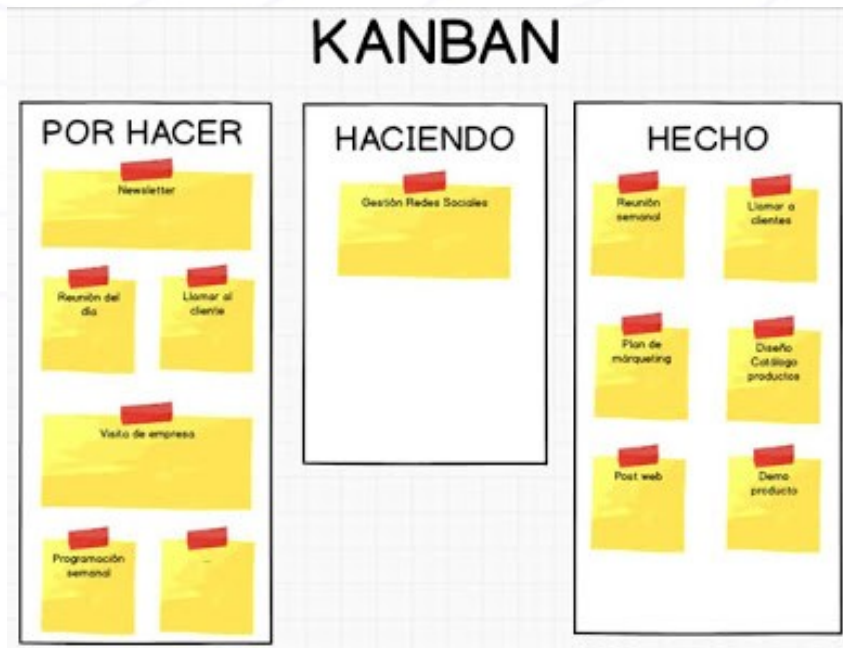 KANBAN
POR HACER
Newsletter
Reunión del
día
Llamar al
cliente
Visita de empresa
Programación
semanal
...
HACIENDO
Gestión Redes Sociales
HECHO
Reunión
semanal
Llamar a
clientes
Plan de
márqueting
Diseño
Catálogo
productos
Post web
Demo
producto